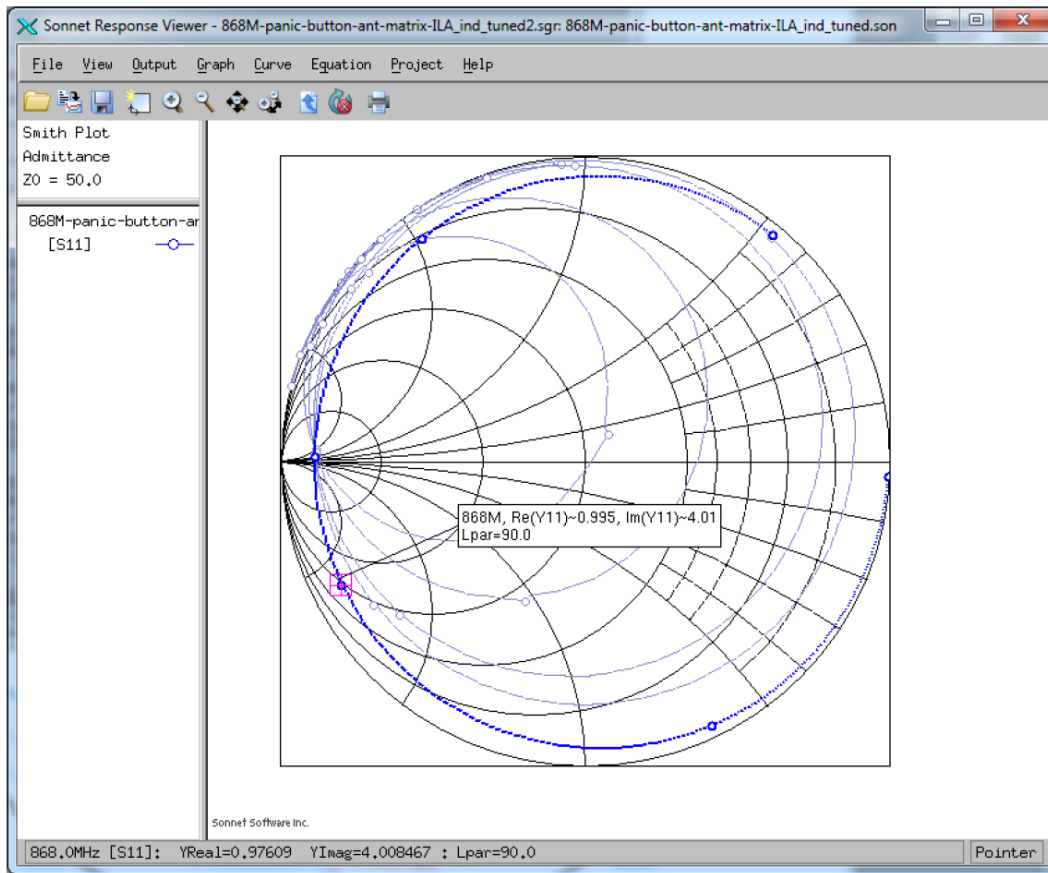 Sonnet Response Viewer - 868M-panic-button-ant-matrix-ILA_ind_tuned2.sgr: 868M-panic-button-ant-matrix-ILA_ind_tuned.son
File View Output Graph Curve Equation Project Help
Smith Plot
Admittance
Z0 = 50.0
868M-panic-button-ar
[S11]
868M, Re(Y11)~0.995, Im(Y11)~4.01
Lpar=90.0
Sonnet Software Inc.
868.0MHz [S11]: YReal=0.97609 YImag=4.008467 : Lpar=90.0
Pointer